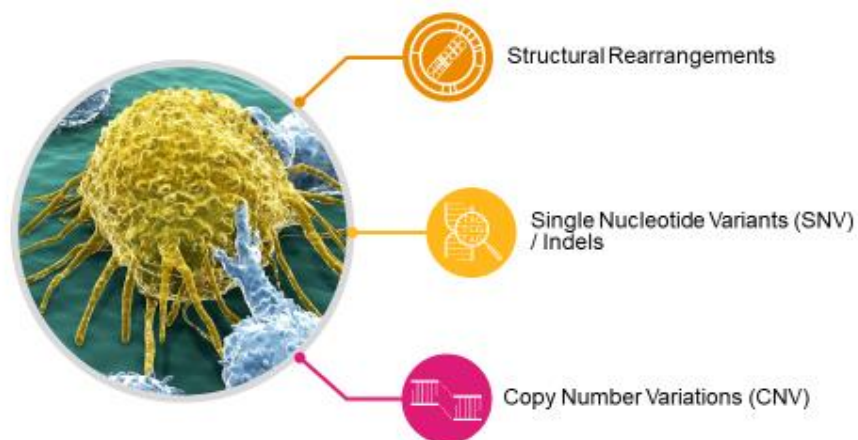 Structural Rearrangements
Single Nucleotide Variants (SNV)
/ Indels
Copy Number Variations (CNV)